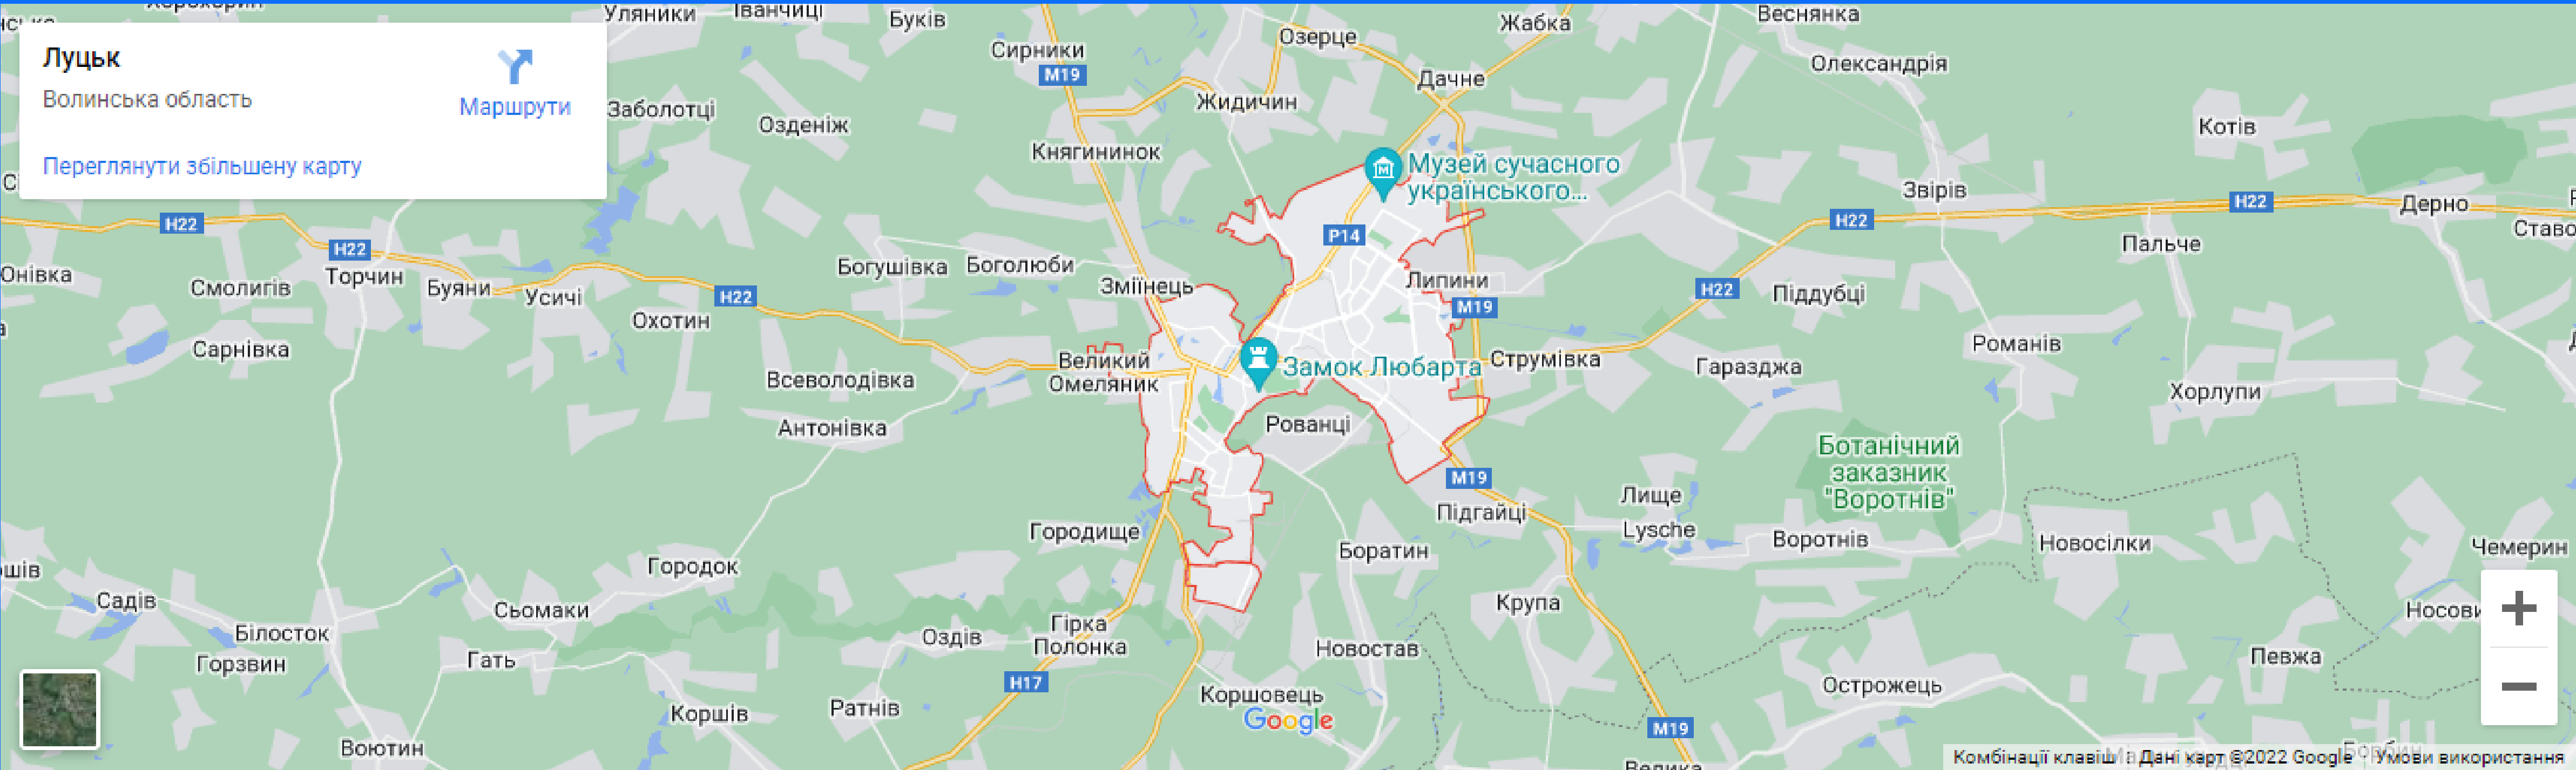 Уляники
Іванчиці
Буків
Сирники
Озерце
Жабка
Веснянка
Луцьк
Волинська область
Маршрути
Переглянути збільшену карту
M19
Дачне
Олександрія
Заболотці
Озденіж
Жидичин
Котів
Княгининок
Музей сучасного
українського...
Звірів
H22
H22
H22
Дерно
H22
P14
Пальче
Онівка
Смолигів
Торчин
Буяни
Усичі
H22
Богушівка
Боголюби
Зміїнець
Липини
M19
H22
Піддубці
Охотин
Сарнівка
Великий
Омеляник
Замок Любарта
Струмівка
Гаразджа
Романів
Всеволодівка
Хорлупи
Антонівка
Рованці
Ботанічний
заказник
"Воротнів"
M19
Лище
Lysche
Підгайці
Городище
Боратин
Воротнів
Новосілки
Чемерин
Городок
Садів
Сьомаки
Крупа
Білосток
Оздів
Гірка
Полонка
Новостав
Горзвин
Гать
Певжа
H17
Коршовець
Острожець
Коршів
Ратнів
Google
M19
Воютин
Комбінації клавіш
Дані карт ©2022 Google
Умови використання